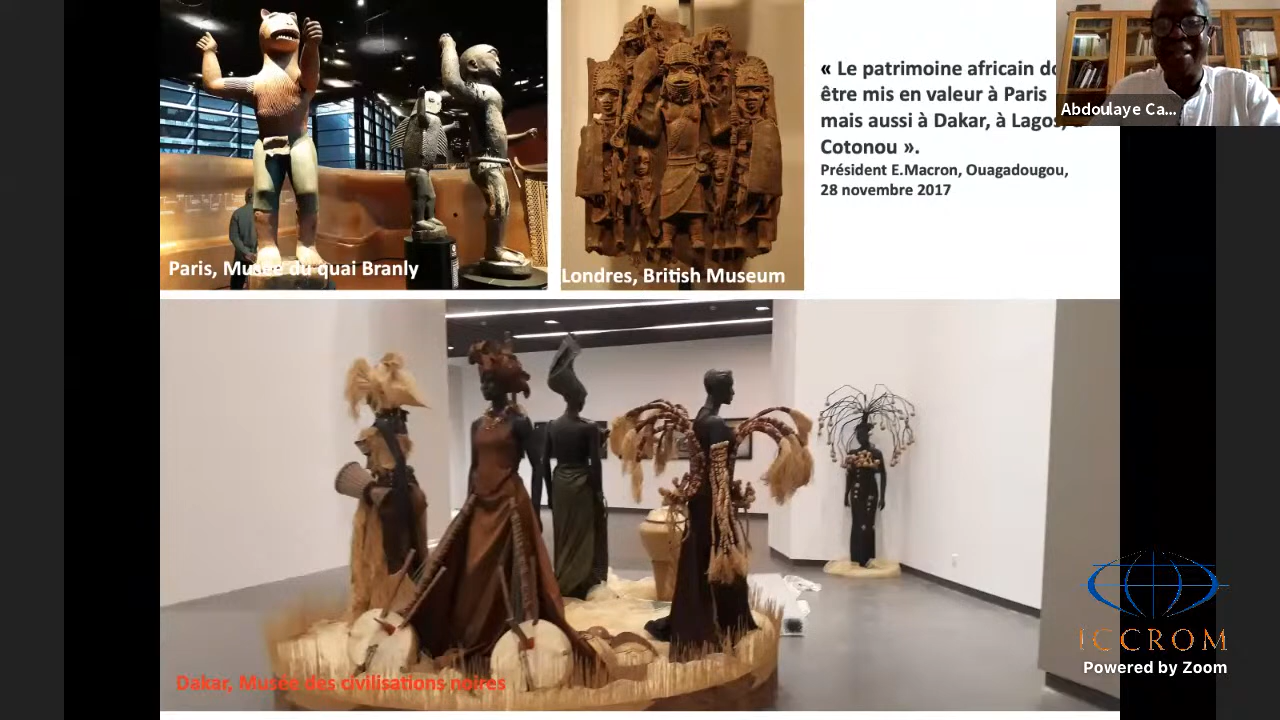 « Le patrimoine africain
être mis en valeur à Paris
mais aussi à Dakar, à Lagos,
Cotonou ».
Président E.Macron, Ouagadougou,
28 novembre 2017
Abdoulaye Ca...
Paris, Musée du quai Branly
Londres, British Museum
Dakar, Musée des civilisations noires
ICCROM
Powered by Zoom